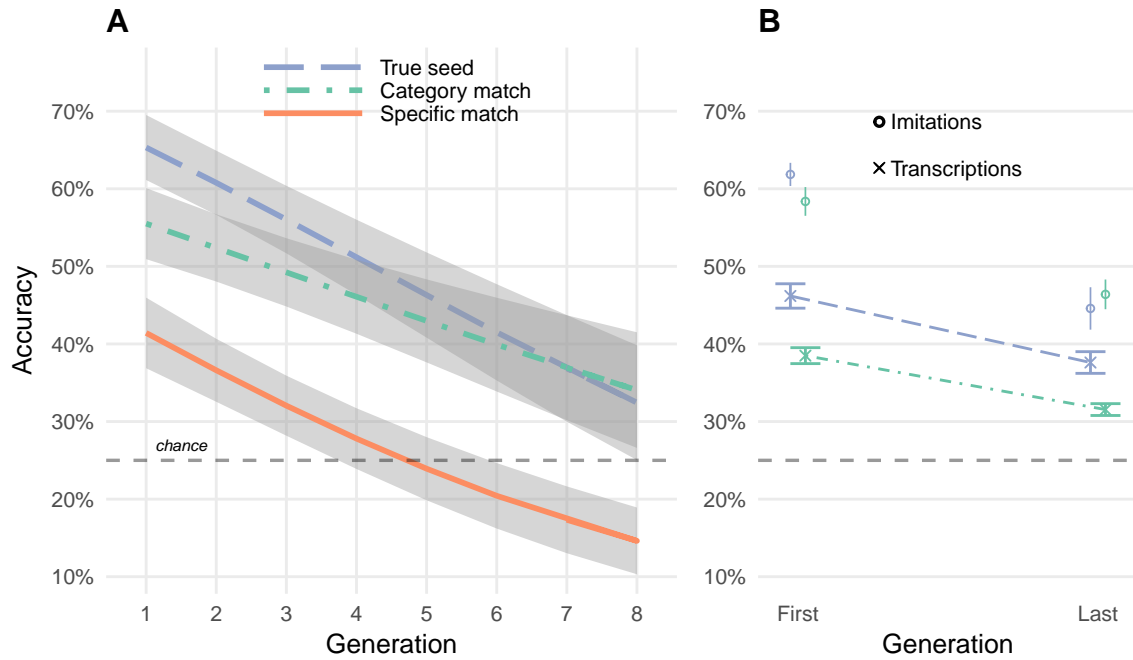 A
True seed
Category match
Specific match
70%
60%
50%
40%
30%
20%
10%
Accuracy
chance
1 2 3 4 5 6 7 8
Generation
B
Imitations
Transcriptions
70%
60%
50%
40%
30%
20%
10%
First Last
Generation